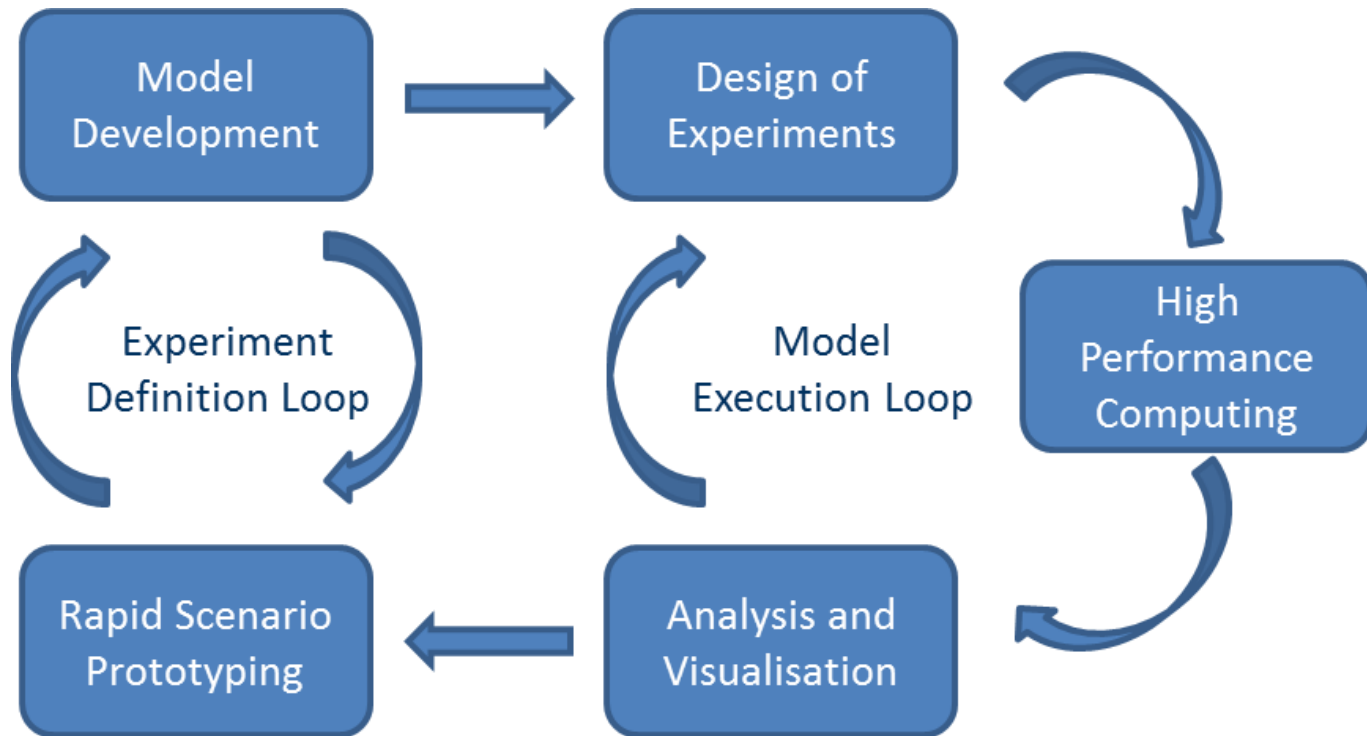 Model
Development
Design of
Experiments
Experiment
Definition Loop
Model
Execution Loop
High
Performance
Computing
Rapid Scenario
Prototyping
Analysis and
Visualisation